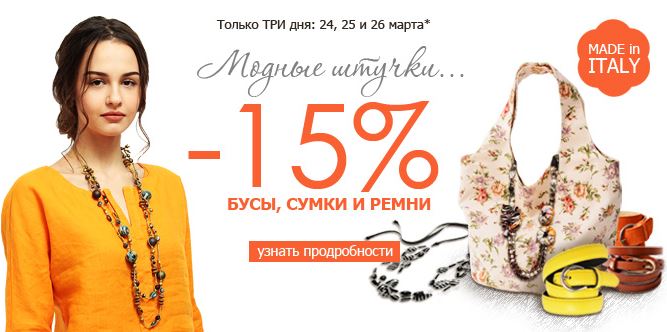 Только ТРИ дня: 24, 25 и 26 марта*
Модные штучки...
-15%
БУСЫ, СУМКИ И РЕМНИ
узнать продробности
MADE in
ITALY